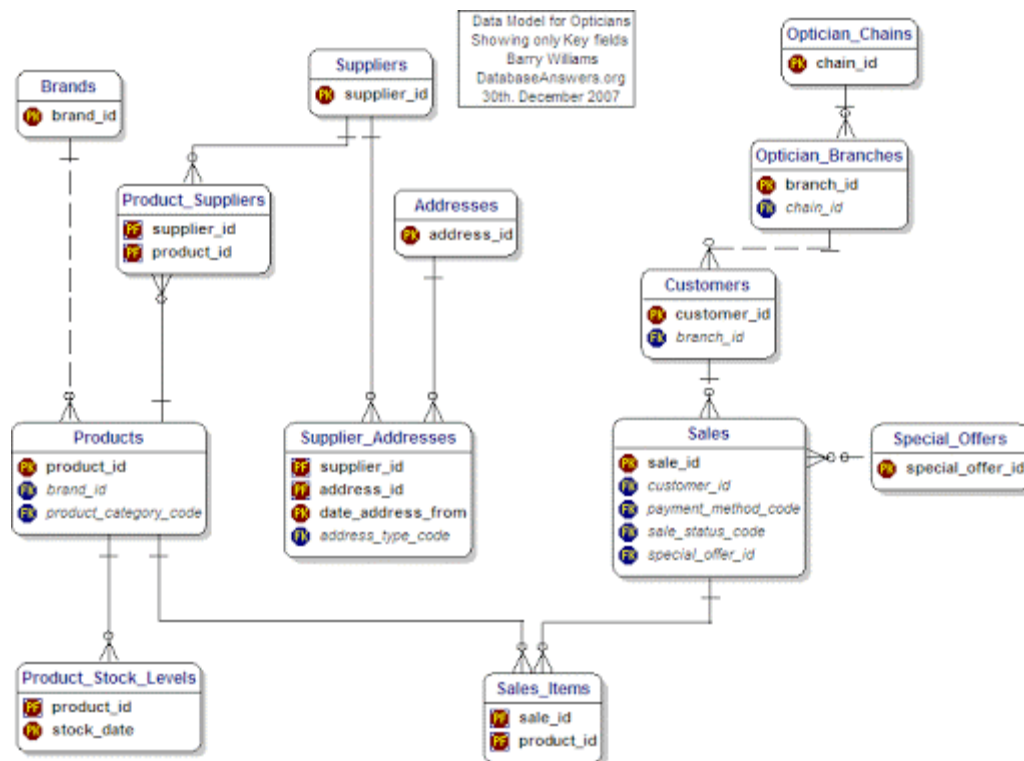 Data Model for Opticians
Showing only Key fields
Barry Williams
DatabaseAnswers.org
30th. December 2007
Optician_Chains
PK chain_id
Suppliers
PK supplier_id
Brands
PK brand_id
Optician_Branches
PK branch_id
FK chain_id
Product_Suppliers
PF supplier_id
PF product_id
Addresses
PK address_id
Customers
PK customer_id
FK branch_id
Products
PK product_id
FK brand_id
FK product_category_code
Supplier_Addresses
PF supplier_id
PF address_id
PK date_address_from
FK address_type_code
Sales
PK sale_id
FK customer_id
FK payment_method_code
FK sale_status_code
FK special_offer_id
Special_Offers
PK special_offer_id
Product_Stock_Levels
PF product_id
PK stock_date
Sales_Items
PF sale_id
PF product_id